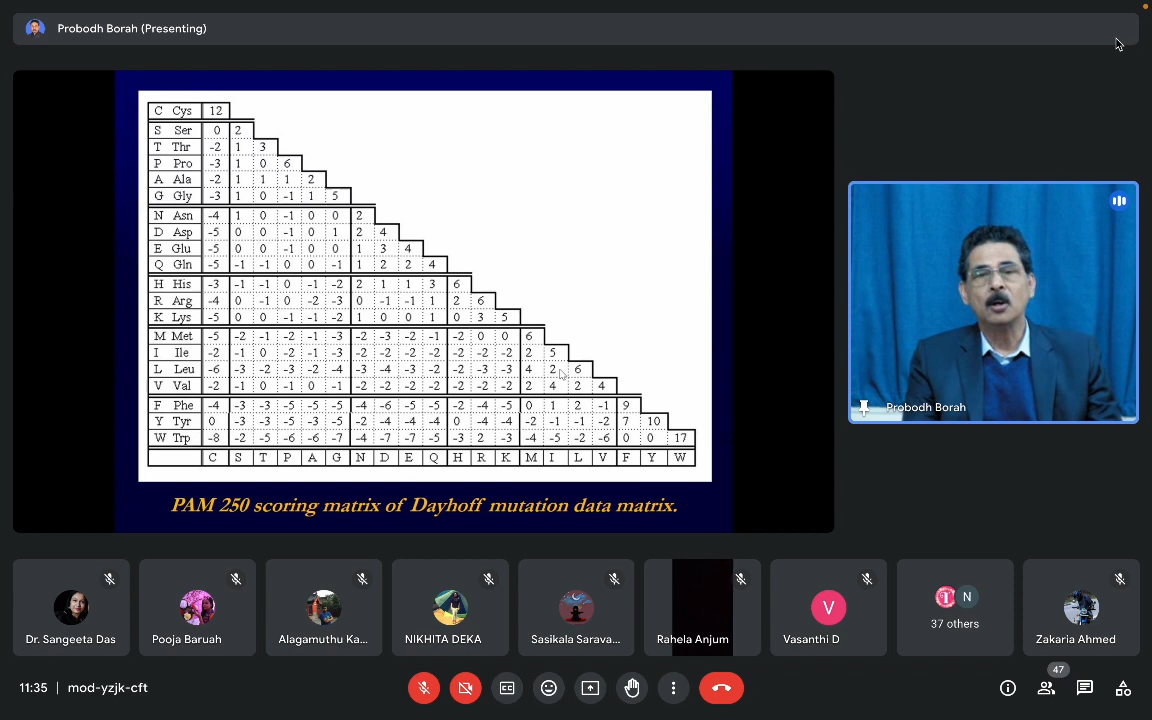 Probodh Borah (Presenting)
C Cys 12
S Ser 0 2
T Thr -2 1 3
P Pro -3 1 0 6
A Ala -2 1 1 1 2
G Gly -3 1 0 -1 1 5
N Asn -4 1 0 -1 0 0 2
D Asp -5 0 0 -1 0 1 2 4
E Glu -5 0 0 -1 0 0 1 3 4
Q Gln -5 -1 -1 0 0 -1 1 2 2 4
H His -3 -1 -1 0 -1 -2 2 1 1 3 6
R Arg -4 0 -1 0 -2 -3 0 -1 -1 1 2 6
K Lys -5 0 0 -1 -1 -2 1 0 0 1 0 3 5
M Met -5 -2 -1 -2 -1 -3 -2 -3 -2 -1 -2 0 0 6
I Ile -2 -1 0 -2 -1 -3 -2 -2 -2 -2 -2 -2 -2 2 5
L Leu -6 -3 -2 -3 -2 -4 -3 -4 -3 -2 -2 -3 -3 4 2 6
V Val -2 -1 0 -1 0 -1 -2 -2 -2 -2 -2 -2 -2 2 4 2 4
F Phe -4 -3 -3 -5 -5 -5 -4 -6 -5 -5 -2 -4 -5 0 1 2 -1 9
Y Tyr 0 -3 -3 -5 -3 -5 -2 -4 -4 -4 0 -4 -4 -2 -1 -1 -2 7 10
W Trp -8 -2 -5 -6 -6 -7 -4 -7 -7 -5 -3 2 -3 -4 -5 -2 -6 0 0 17
C S T P A G N D E Q H R K M I L V F Y W
PAM 250 scoring matrix of Dayhoff mutation data matrix.
Probodh Borah
Dr. Sangeeta Das
Pooja Baruah
Alagamuthu Ka...
NIKHITA DEKA
Sasikala Sarava...
Rahela Anjum
V
Vasanthi D
N
37 others
Zakaria Ahmed
11:35 | mod-yzjk-cft
CC
47